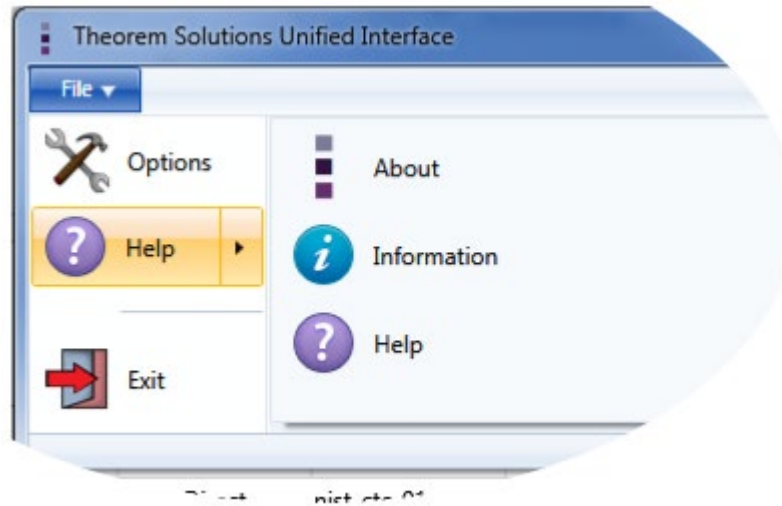 Theorem Solutions Unified Interface
File
Options
Help
Exit
About
Information
Help